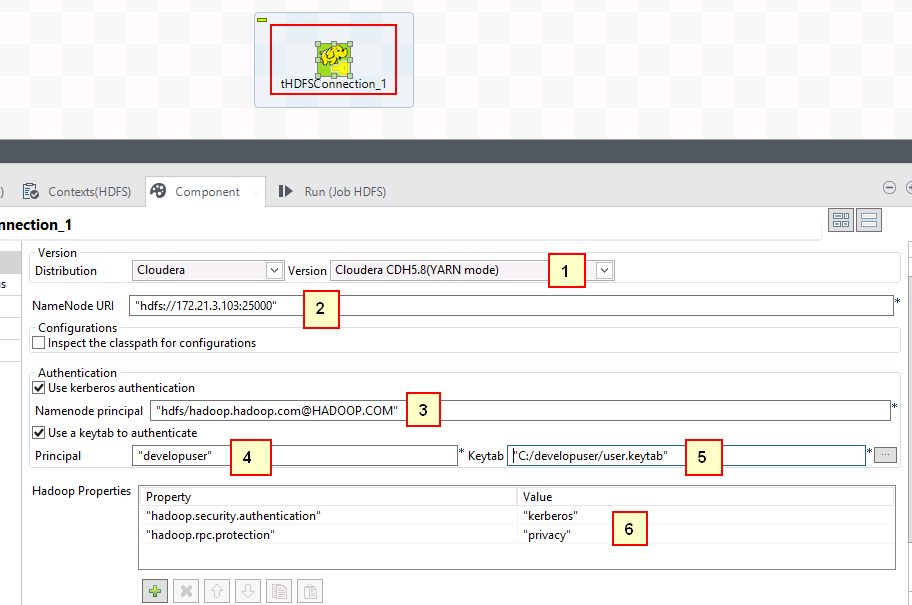 tHDFSConnection_1
) Contexts(HDFS) Component Run (Job HDFS)
nnection_1
Version
Distribution Cloudera Version Cloudera CDH5.8(YARN mode) 1
s
NameNode URI "hdfs://172.21.3.103:25000" 2 *
Configurations
Inspect the classpath for configurations
Authentication
Use kerberos authentication
Namenode principal "hdfs/hadoop.hadoop.com@HADOOP.COM" 3 *
Use a keytab to authenticate
Principal "developuser" 4 * Keytab "C:/developuser/user.keytab" 5 * ...
Hadoop Properties Property Value
"hadoop.security.authentication" "kerberos"
"hadoop.rpc.protection" "privacy" 6